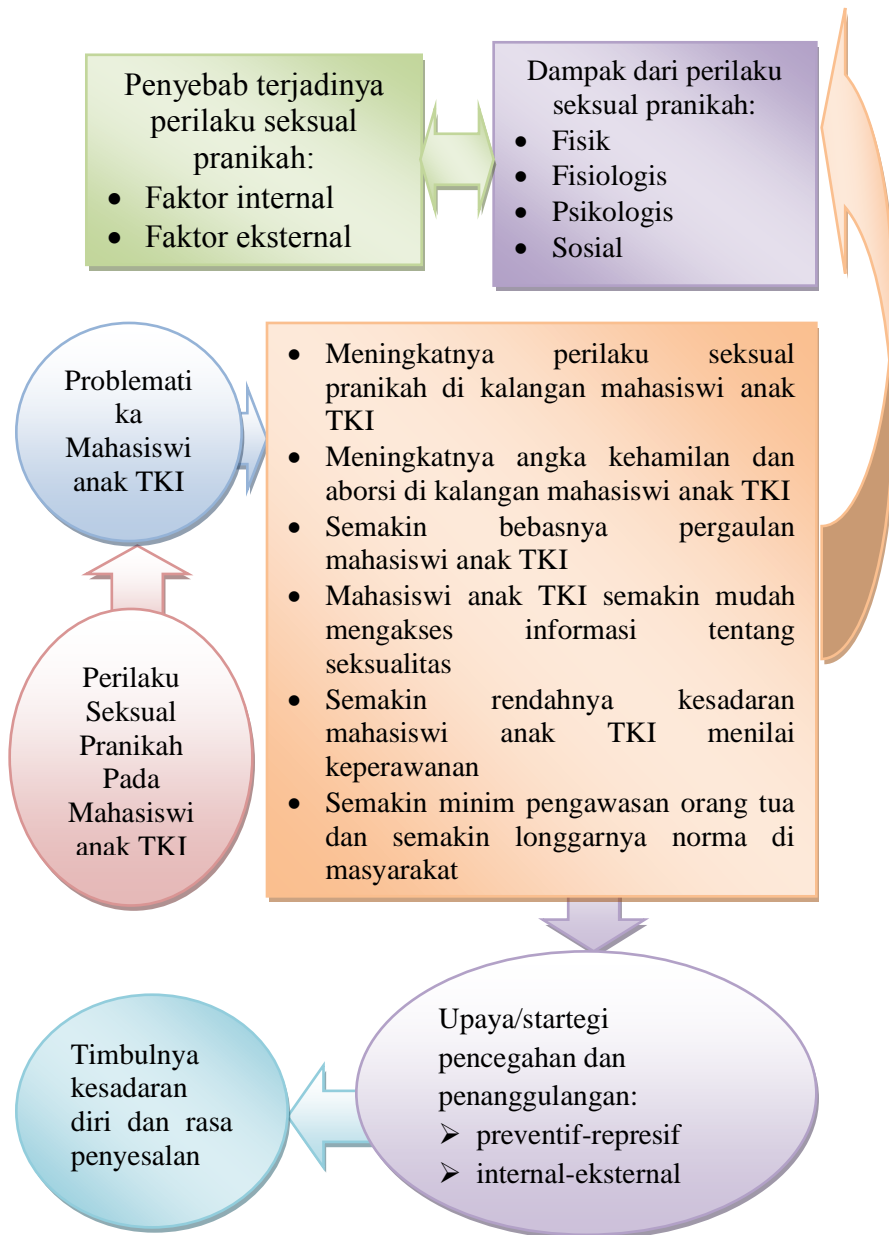 Penyebab terjadinya
perilaku seksual
pranikah:
• Faktor internal
• Faktor eksternal
Dampak dari perilaku
seksual pranikah:
• Fisik
• Fisiologis
• Psikologis
• Sosial
Problemati
ka
Mahasiswi
anak TKI
• Meningkatnya perilaku seksual
pranikah di kalangan mahasiswi anak
TKI
• Meningkatnya angka kehamilan dan
aborsi di kalangan mahasiswi anak TKI
• Semakin bebasnya pergaulan
mahasiswi anak TKI
• Mahasiswi anak TKI semakin mudah
mengakses informasi tentang
seksualitas
• Semakin rendahnya kesadaran
mahasiswi anak TKI menilai
keperawanan
• Semakin minim pengawasan orang tua
dan semakin longgarnya norma di
masyarakat
Perilaku
Seksual
Pranikah
Pada
Mahasiswi
anak TKI
Upaya/startegi
pencegahan dan
penanggulangan:
➢ preventif-represif
➢ internal-eksternal
Timbulnya
kesadaran
diri dan rasa
penyesalan